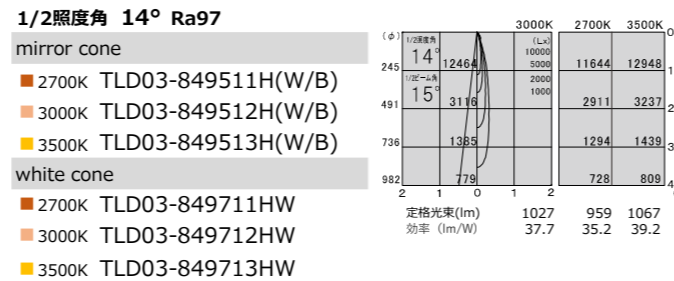 1/2照度角 14° Ra97
mirror cone
2700K TLD03-849511H(W/B)
3000K TLD03-849512H(W/B)
3500K TLD03-849513H(W/B)
white cone
2700K TLD03-849711HW
3000K TLD03-849712HW
3500K TLD03-849713HW
3000K 2700K 3500K
(φ) 1/2照度角 (Lx) 0
14° 10000
245 12464 5000 11644 12948 1
1/2ビーム角 2000
15° 1000
491 3116 2911 3237 2
736 1385 1294 1439 3
982 779 728 809 4
2 1 0 1 2
定格光束(lm) 1027 959 1067
効率 (lm/W) 37.7 35.2 39.2